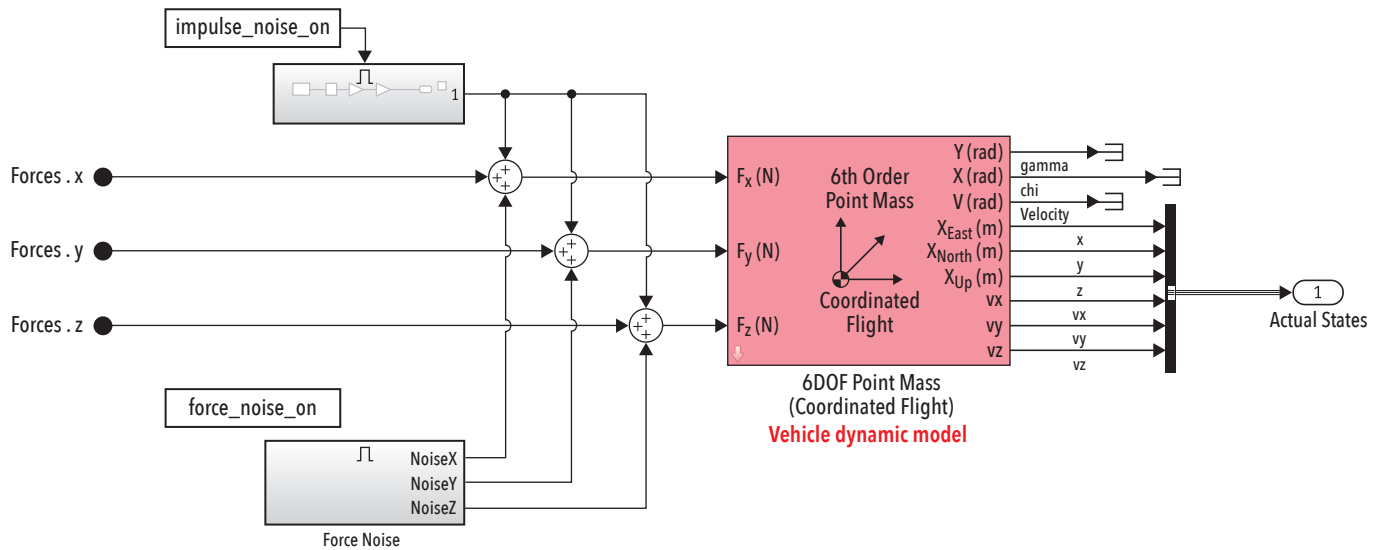 impulse_noise_on
1
Forces . x
Forces . y
Forces . z
+
+
+
+
+
+
+
+
+
force_noise_on
NoiseX
NoiseY
NoiseZ
Force Noise
Fx (N)
Fy (N)
Fz (N)
6th Order
Point Mass
Coordinated
Flight
Y (rad)
X (rad)
V (rad)
XEast (m)
XNorth (m)
XUp (m)
vx
vy
vz
6DOF Point Mass
(Coordinated Flight)
Vehicle dynamic model
gamma
chi
Velocity
x
y
z
vx
vy
vz
1
Actual States